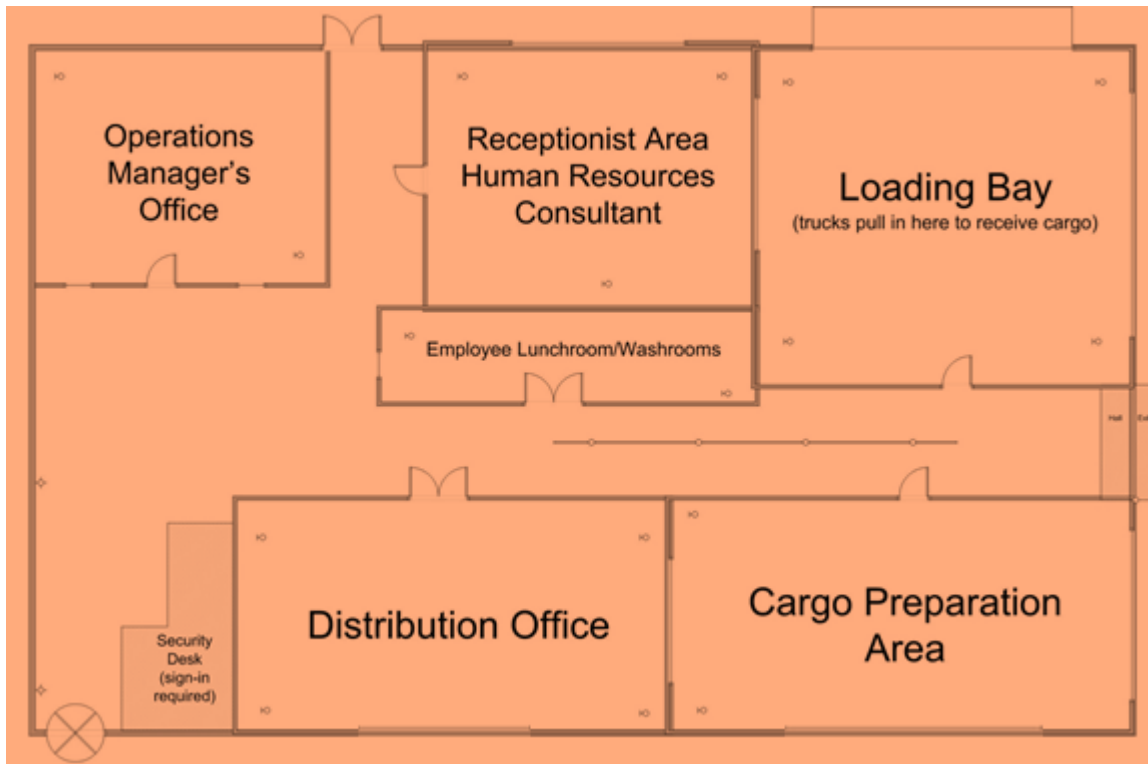 Operations
Manager's
Office
Receptionist Area
Human Resources
Consultant
Loading Bay
(trucks pull in here to receive cargo)
Employee Lunchroom/Washrooms
Hall
Security
Desk
(sign-in
required)
Distribution Office
Cargo Preparation
Area